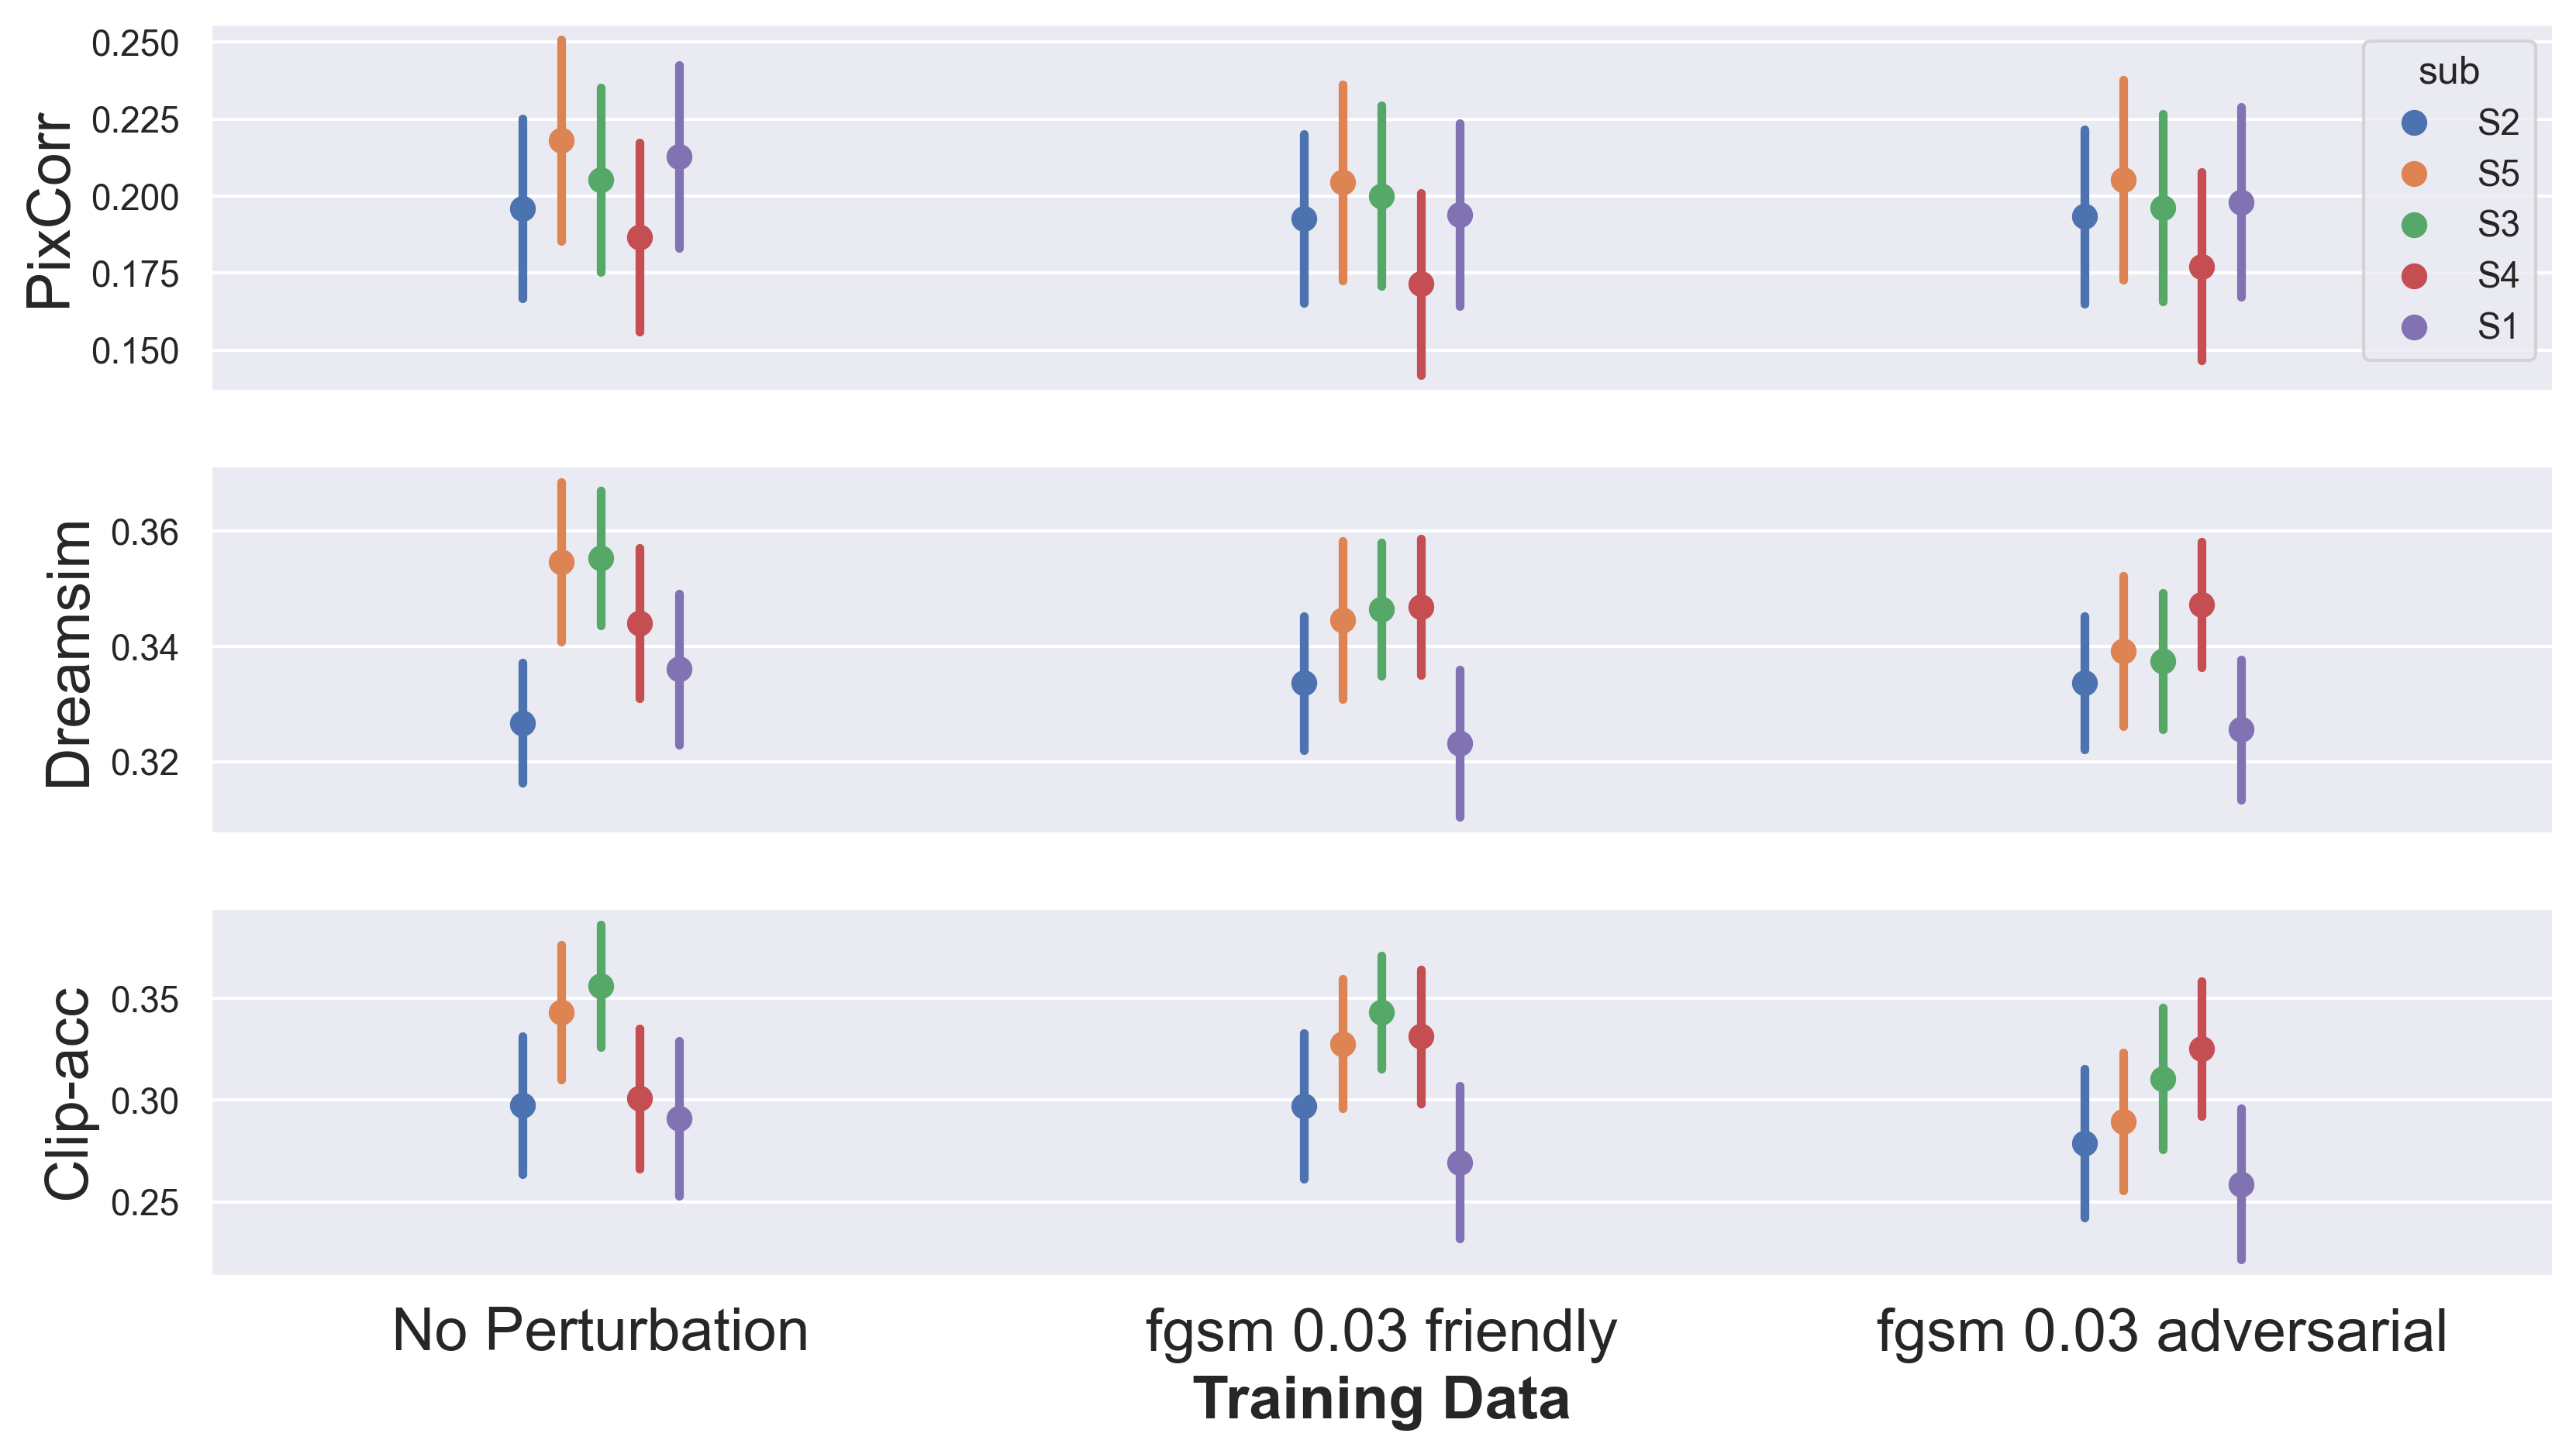 PixCorr
0.250
0.225
0.200
0.175
0.150
sub
S2
S5
S3
S4
S1
Dreamsim
0.36
0.34
0.32
Clip-acc
0.35
0.30
0.25
No Perturbation
fgsm 0.03 friendly
fgsm 0.03 adversarial
Training Data